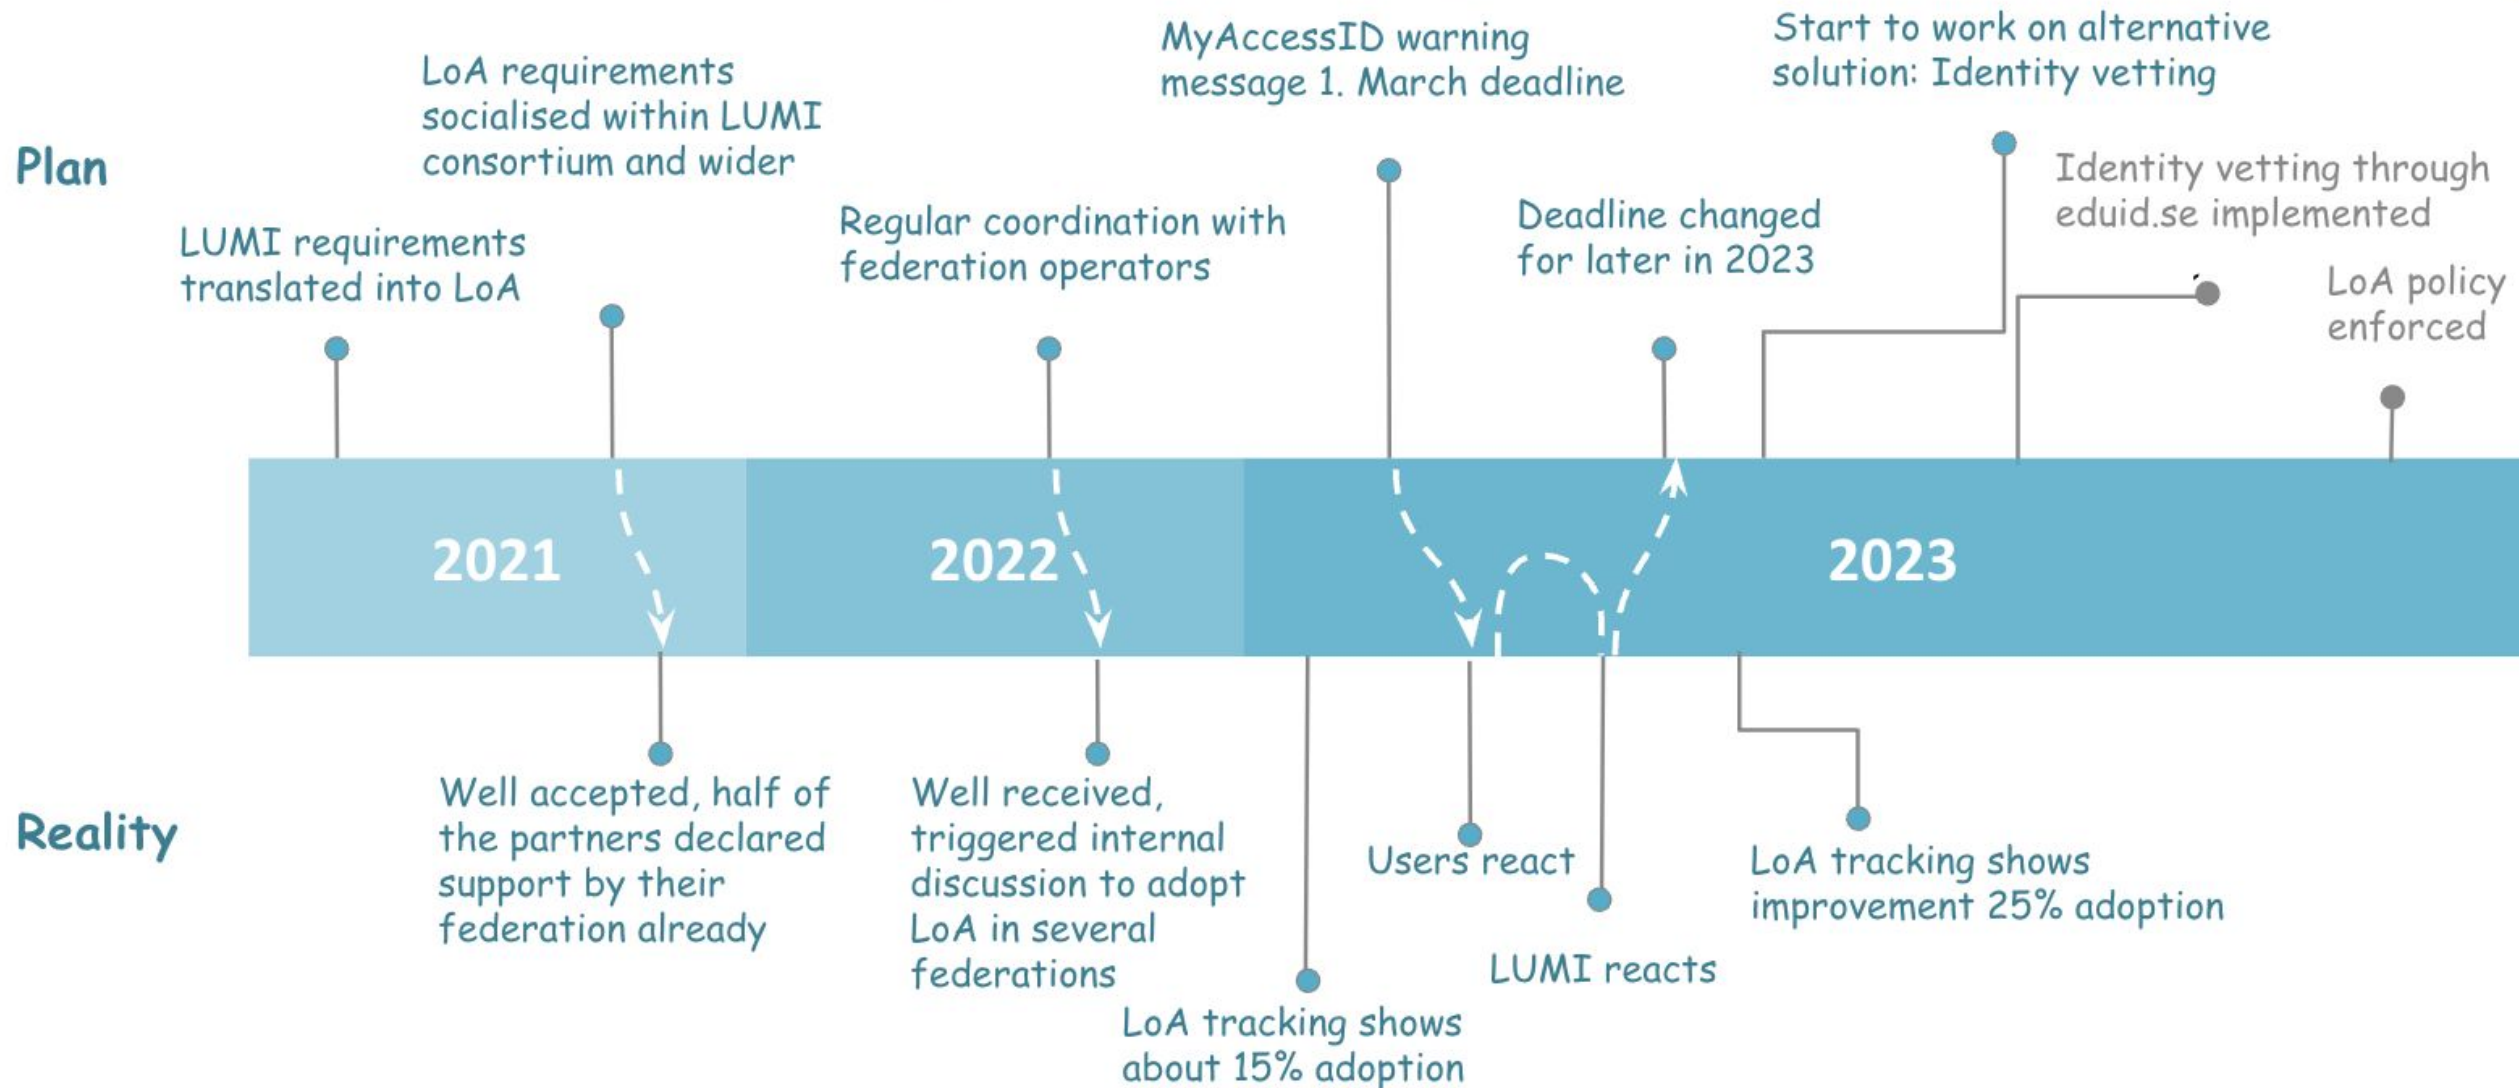 Plan
LUMI requirements
translated into LoA
LoA requirements
socialised within LUMI
consortium and wider
Regular coordination with
federation operators
MyAccessID warning
message 1. March deadline
Deadline changed
for later in 2023
Start to work on alternative
solution: Identity vetting
Identity vetting through
eduid.se implemented
LoA policy
enforced
2021
2022
2023
Reality
Well accepted, half of
the partners declared
support by their
federation already
Well received,
triggered internal
discussion to adopt
LoA in several
federations
LoA tracking shows
about 15% adoption
Users react
LUMI reacts
LoA tracking shows
improvement 25% adoption